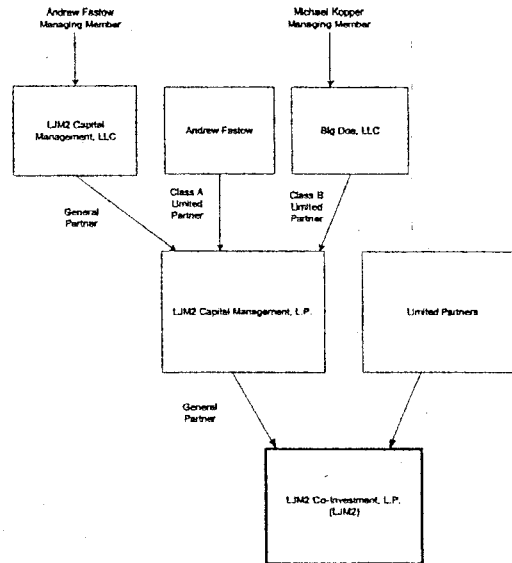 Andrew Fastow
Managing Member
Michael Kopper
Managing Member
LJM2 Capital
Management, LLC
Andrew Fastow
Big Doe, LLC
General
Partner
Class A
Limited
Partner
Class B
Limited
Partner
LJM2 Capital Management, L.P.
Limited Partners
General
Partner
LJM2 Co-Investment, L.P.
(LJM2)